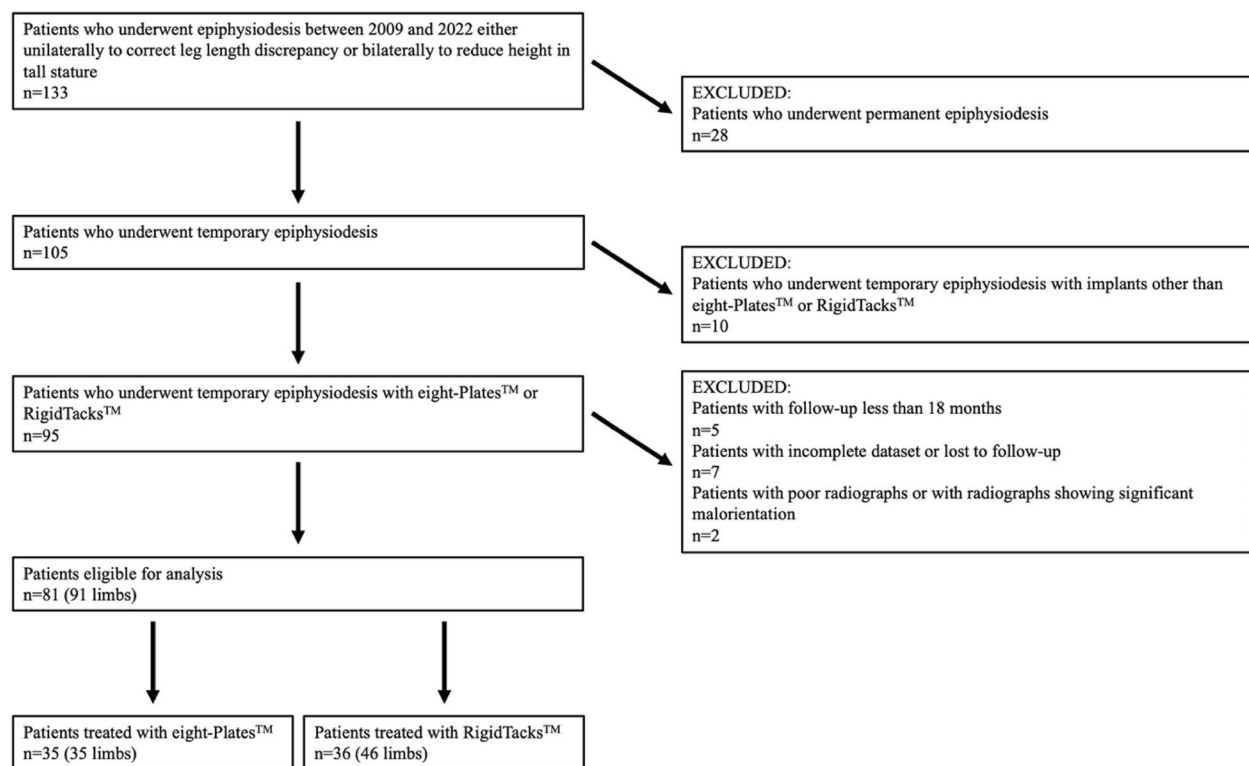 Patients who underwent epiphysiodesis between 2009 and 2022 either
unilaterally to correct leg length discrepancy or bilaterally to reduce height in
tall stature
n=133
EXCLUDED:
Patients who underwent permanent epiphysiodesis
n=28
Patients who underwent temporary epiphysiodesis
n=105
EXCLUDED:
Patients who underwent temporary epiphysiodesis with implants other than
eight-Plates™ or RigidTacks™
n=10
Patients who underwent temporary epiphysiodesis with eight-Plates™ or
RigidTacks™
n=95
EXCLUDED:
Patients with follow-up less than 18 months
n=5
Patients with incomplete dataset or lost to follow-up
n=7
Patients with poor radiographs or with radiographs showing significant
malorientation
n=2
Patients eligible for analysis
n=81 (91 limbs)
Patients treated with eight-Plates™
n=35 (35 limbs)
Patients treated with RigidTacks™
n=36 (46 limbs)